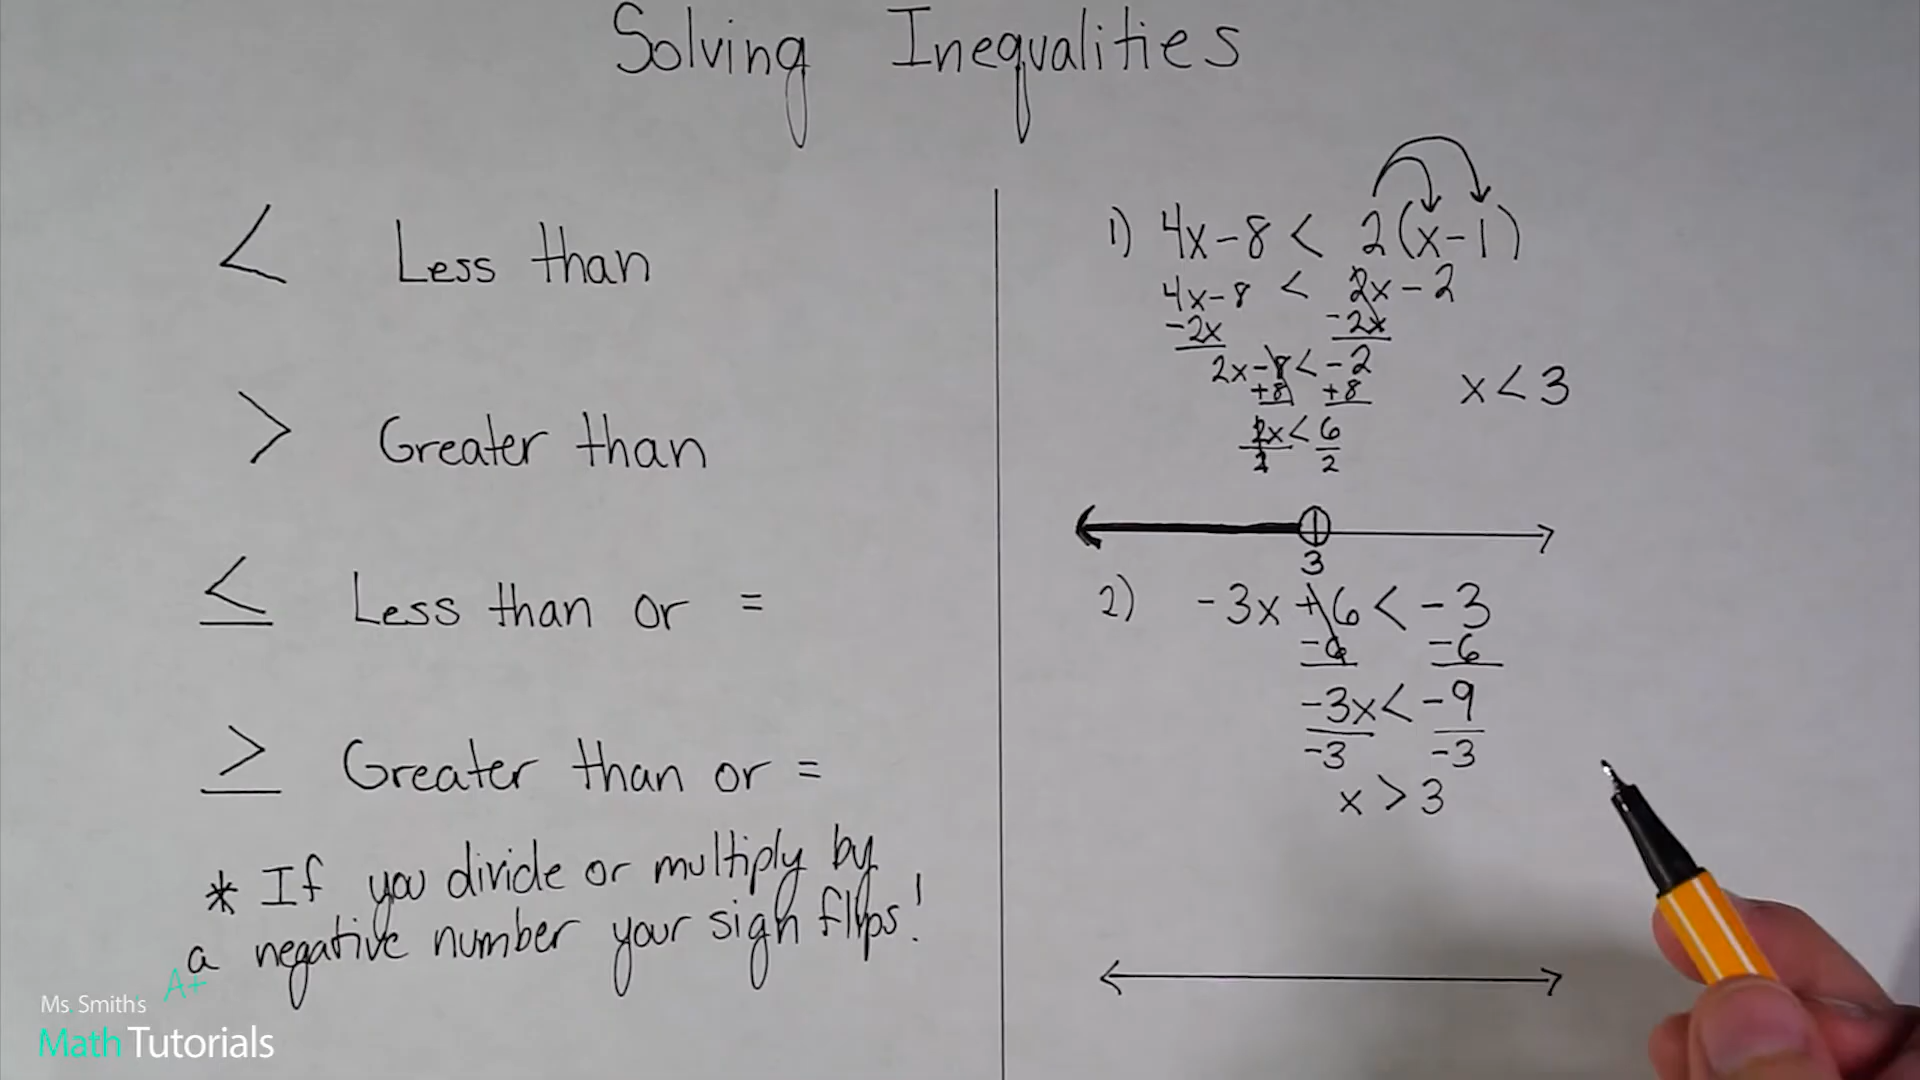 Solving Inequalities
< Less than
> Greater than
≤ Less than or =
≥ Greater than or =
* If you divide or multiply by
a negative number your sign flips!
A+
Ms. Smith's
Math Tutorials
1) 4x-8 < 2(x-1)
4x-8 < 2x-2
-2x -2x
2x-8 < -2
+8 +8
2x < 6
2 2
x < 3
3
2) -3x+6 < -3
-6 -6
-3x < -9
-3 -3
x > 3